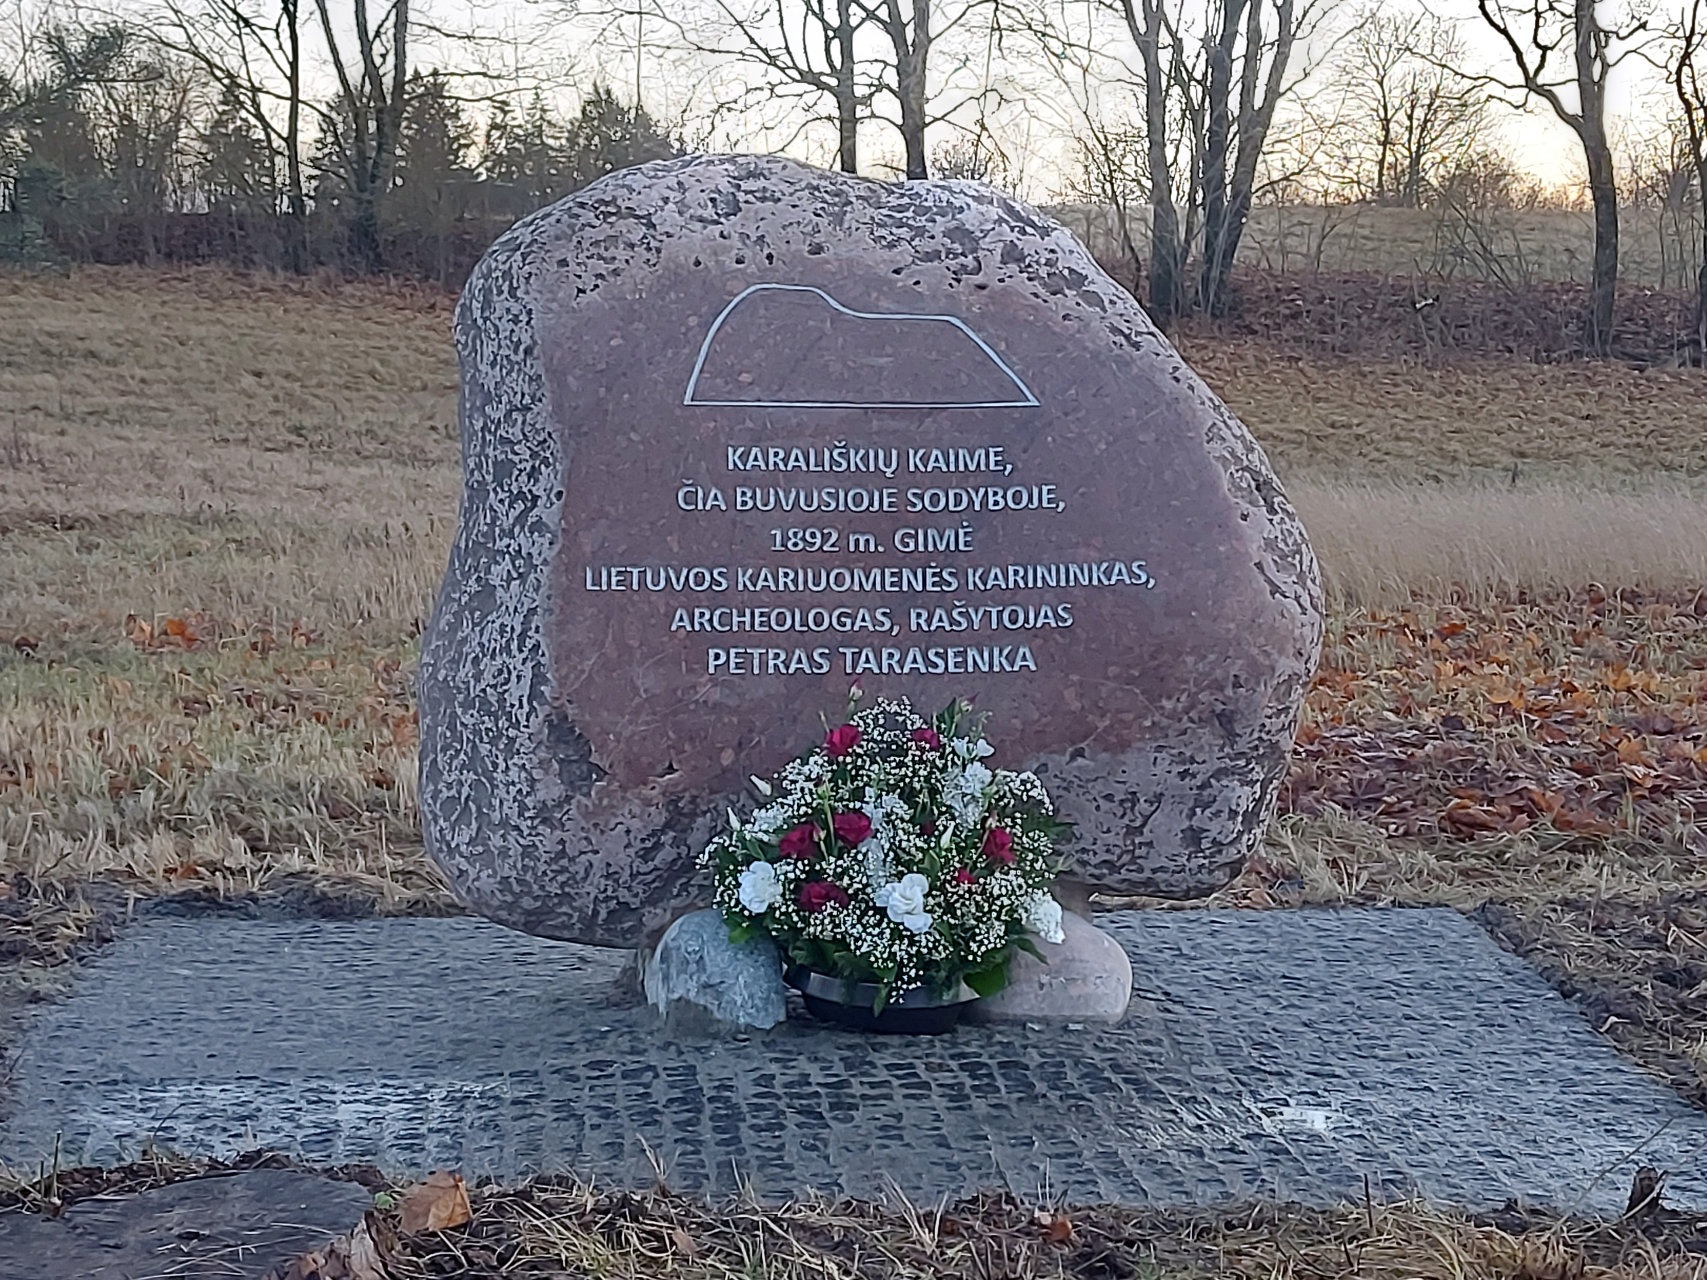 KARALIŠKIŲ KAIME,
ČIA BUVUSIOJE SODYBOJE,
1892 m. GIMĖ
LIETUVOS KARIUOMENĖS KARININKAS,
ARCHEOLOGAS, RAŠYTOJAS
PETRAS TARASENKA